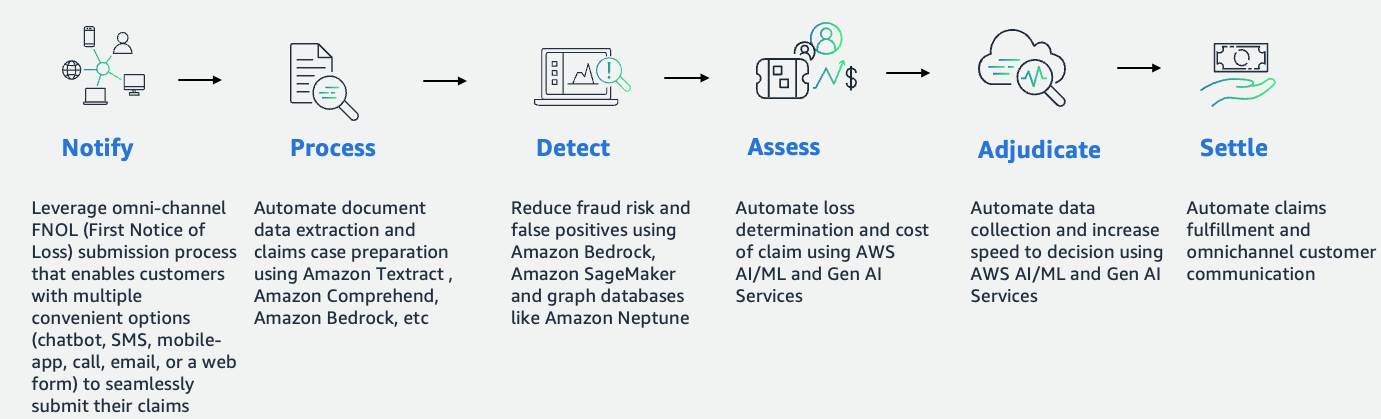 Notify
Process
Detect
Assess
Adjudicate
Settle
Leverage omni-channel
FNOL (First Notice of
Loss) submission process
that enables customers
with multiple
convenient options
(chatbot, SMS, mobile-
app, call, email, or a web
form) to seamlessly
submit their claims
Automate document
data extraction and
claims case preparation
using Amazon Textract ,
Amazon Comprehend,
Amazon Bedrock, etc
Reduce fraud risk and
false positives using
Amazon Bedrock,
Amazon SageMaker
and graph databases
like Amazon Neptune
$
Automate loss
determination and cost
of claim using AWS
AI/ML and Gen AI
Services
Automate data
collection and increase
speed to decision using
AWS AI/ML and Gen AI
Services
Automate claims
fulfillment and
omnichannel customer
communication